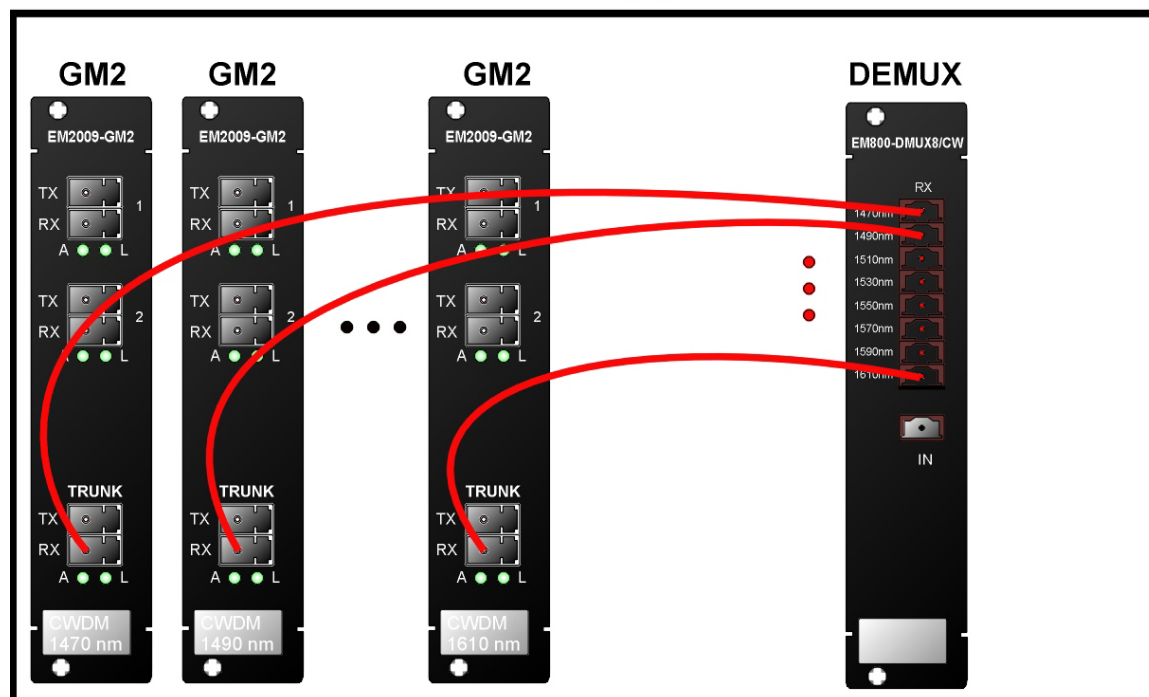 GM2
EM2009-GM2
TX
RX
1
A L
TX
RX
2
A L
TRUNK
TX
RX
A L
CWDM
1470 nm
GM2
EM2009-GM2
TX
RX
1
A L
TX
RX
2
A L
TRUNK
TX
RX
A L
CWDM
1490 nm
GM2
EM2009-GM2
TX
RX
1
A L
TX
RX
2
A L
TRUNK
TX
RX
A L
CWDM
1610 nm
DEMUX
EM800-DMUX8/CW
RX
1470nm
1490nm
1510nm
1530nm
1550nm
1570nm
1590nm
1610nm
IN